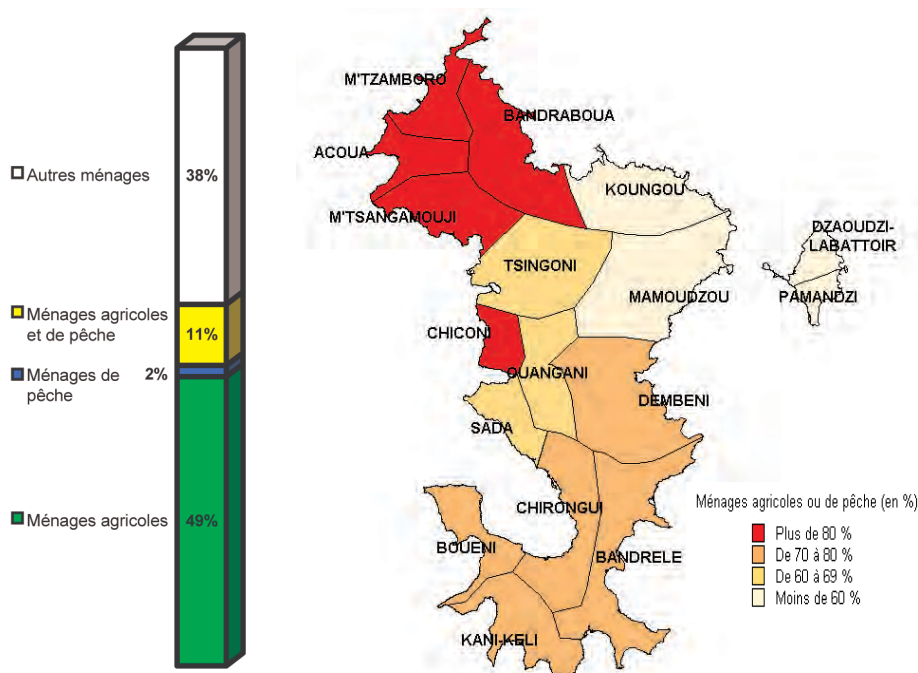 Autres ménages
38%
Ménages agricoles
et de pêche
11%
Ménages de
pêche
2%
Ménages agricoles
49%
M'TZAMBORO
BANDRABOUA
ACOUA
KOUNGOU
M'TSANGAMOUJI
DZAOUDZI-
LABATTOIR
TSINGONI
MAMOUDZOU
PAMANDZI
CHICONI
OUANGANI
DEMBENI
SADA
CHIRONGUI
BOUENI
BANDRELE
KANI-KELI
Ménages agricoles ou de pêche (en %)
Plus de 80 %
De 70 à 80 %
De 60 à 69 %
Moins de 60 %